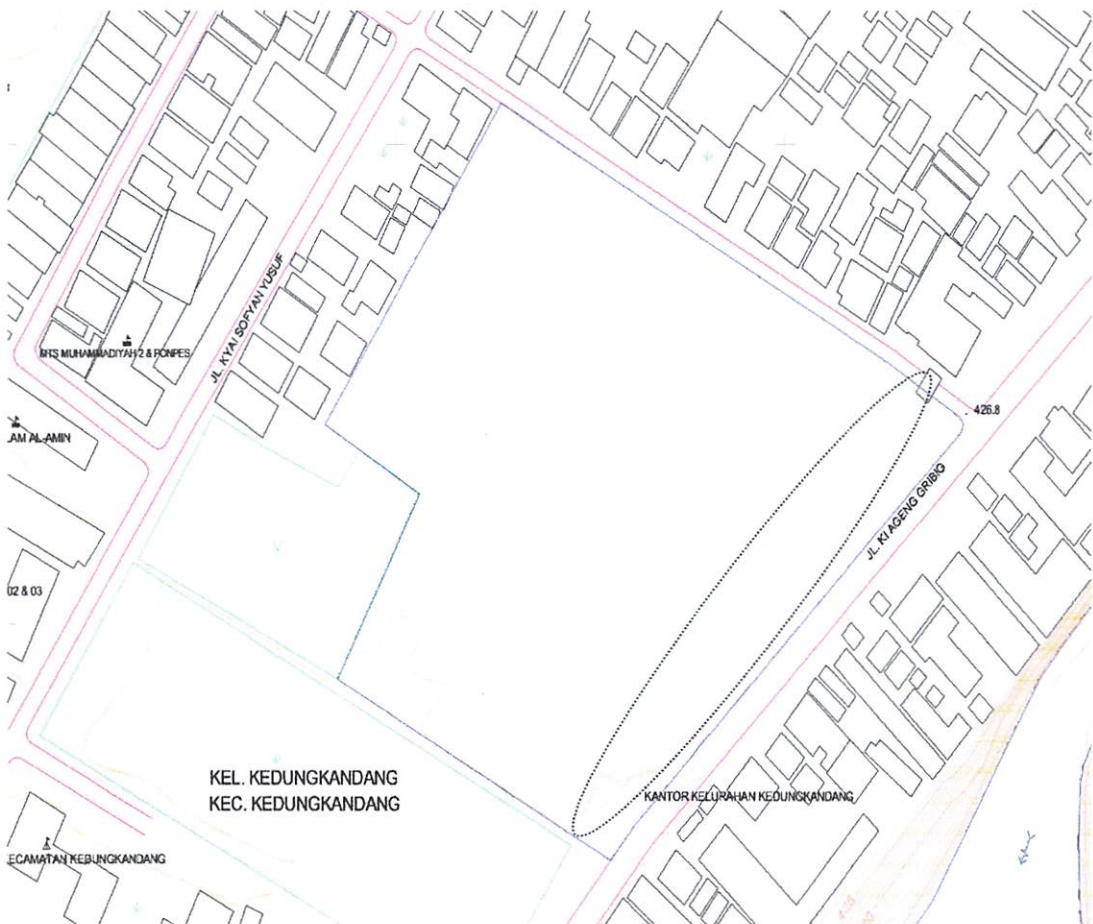 JL. KYAI SOFYAN YUSUF
MTS MUHAMMADIYAH 2 & PONPES
LAM AL-AMIN
426.8
JL. KI AGENG GRIBIG
02 & 03
KEL. KEDUNGKANDANG
KEC. KEDUNGKANDANG
KANTOR KELURAHAN KEDUNGKANDANG
ECAMATAN KEDUNGKANDANG